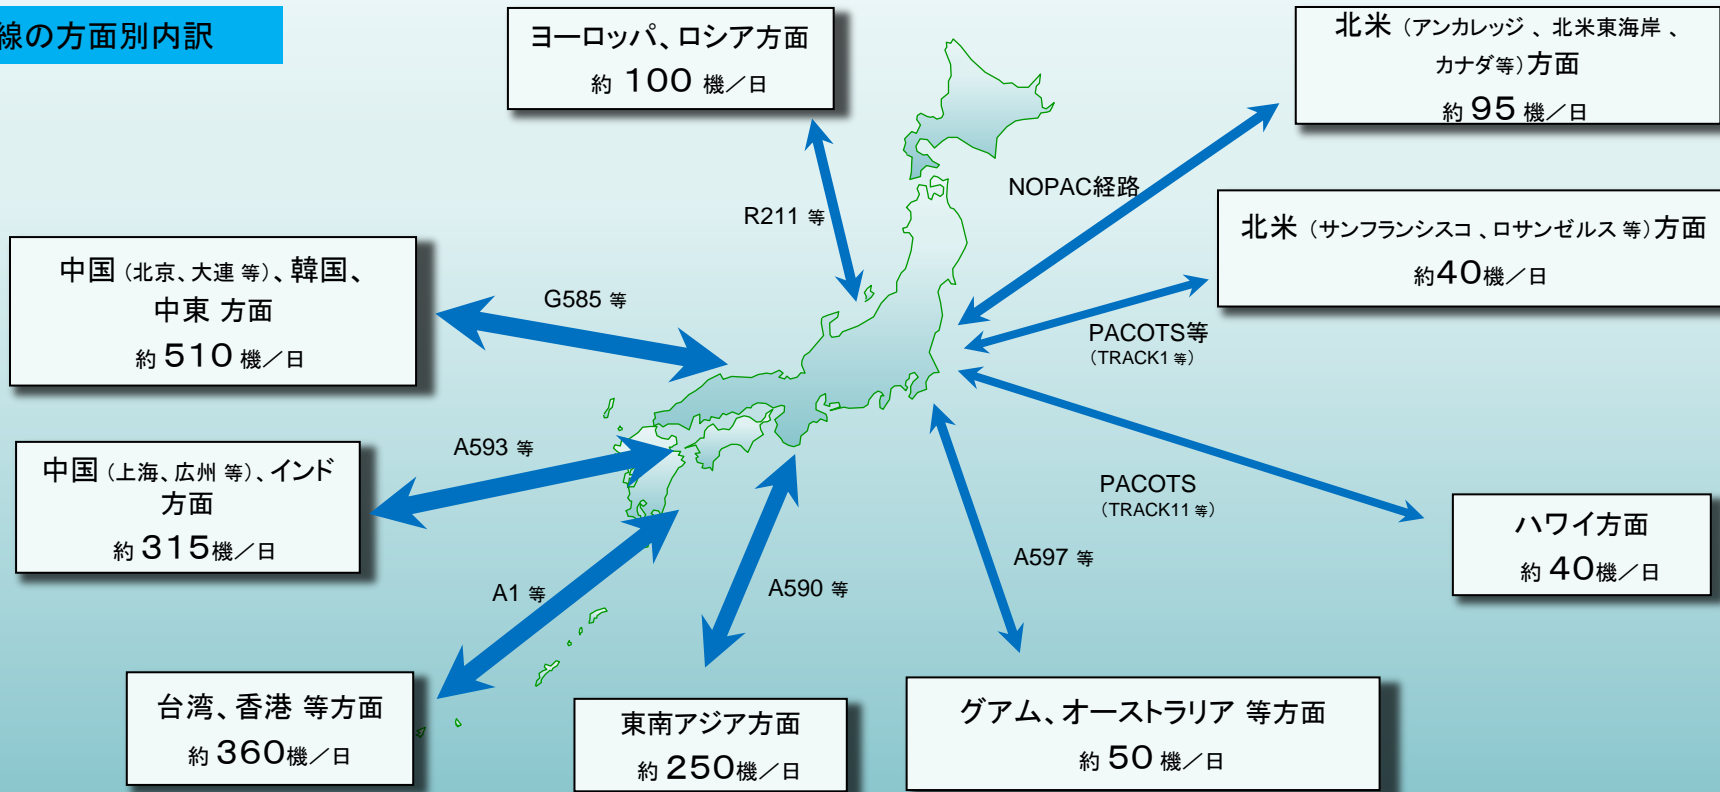 線の方面別内訳
ヨーロッパ、ロシア方面
約 100 機／日
北米 （アンカレッジ 、北米東海岸 、
カナダ等）方面
約 95 機／日
NOPAC経路
R211 等
北米 （サンフランシスコ 、ロサンゼルス 等）方面
約40機／日
中国 （北京、大連 等）、韓国、
中東 方面
約 510 機／日
G585 等
PACOTS等
（TRACK1 等）
中国 （上海、広州 等）、インド
方面
約 315機／日
A593 等
PACOTS
（TRACK11 等）
ハワイ方面
約 40機／日
A597 等
A1 等
A590 等
台湾、香港 等方面
約 360機／日
東南アジア方面
約 250機／日
グアム、オーストラリア 等方面
約 50 機／日